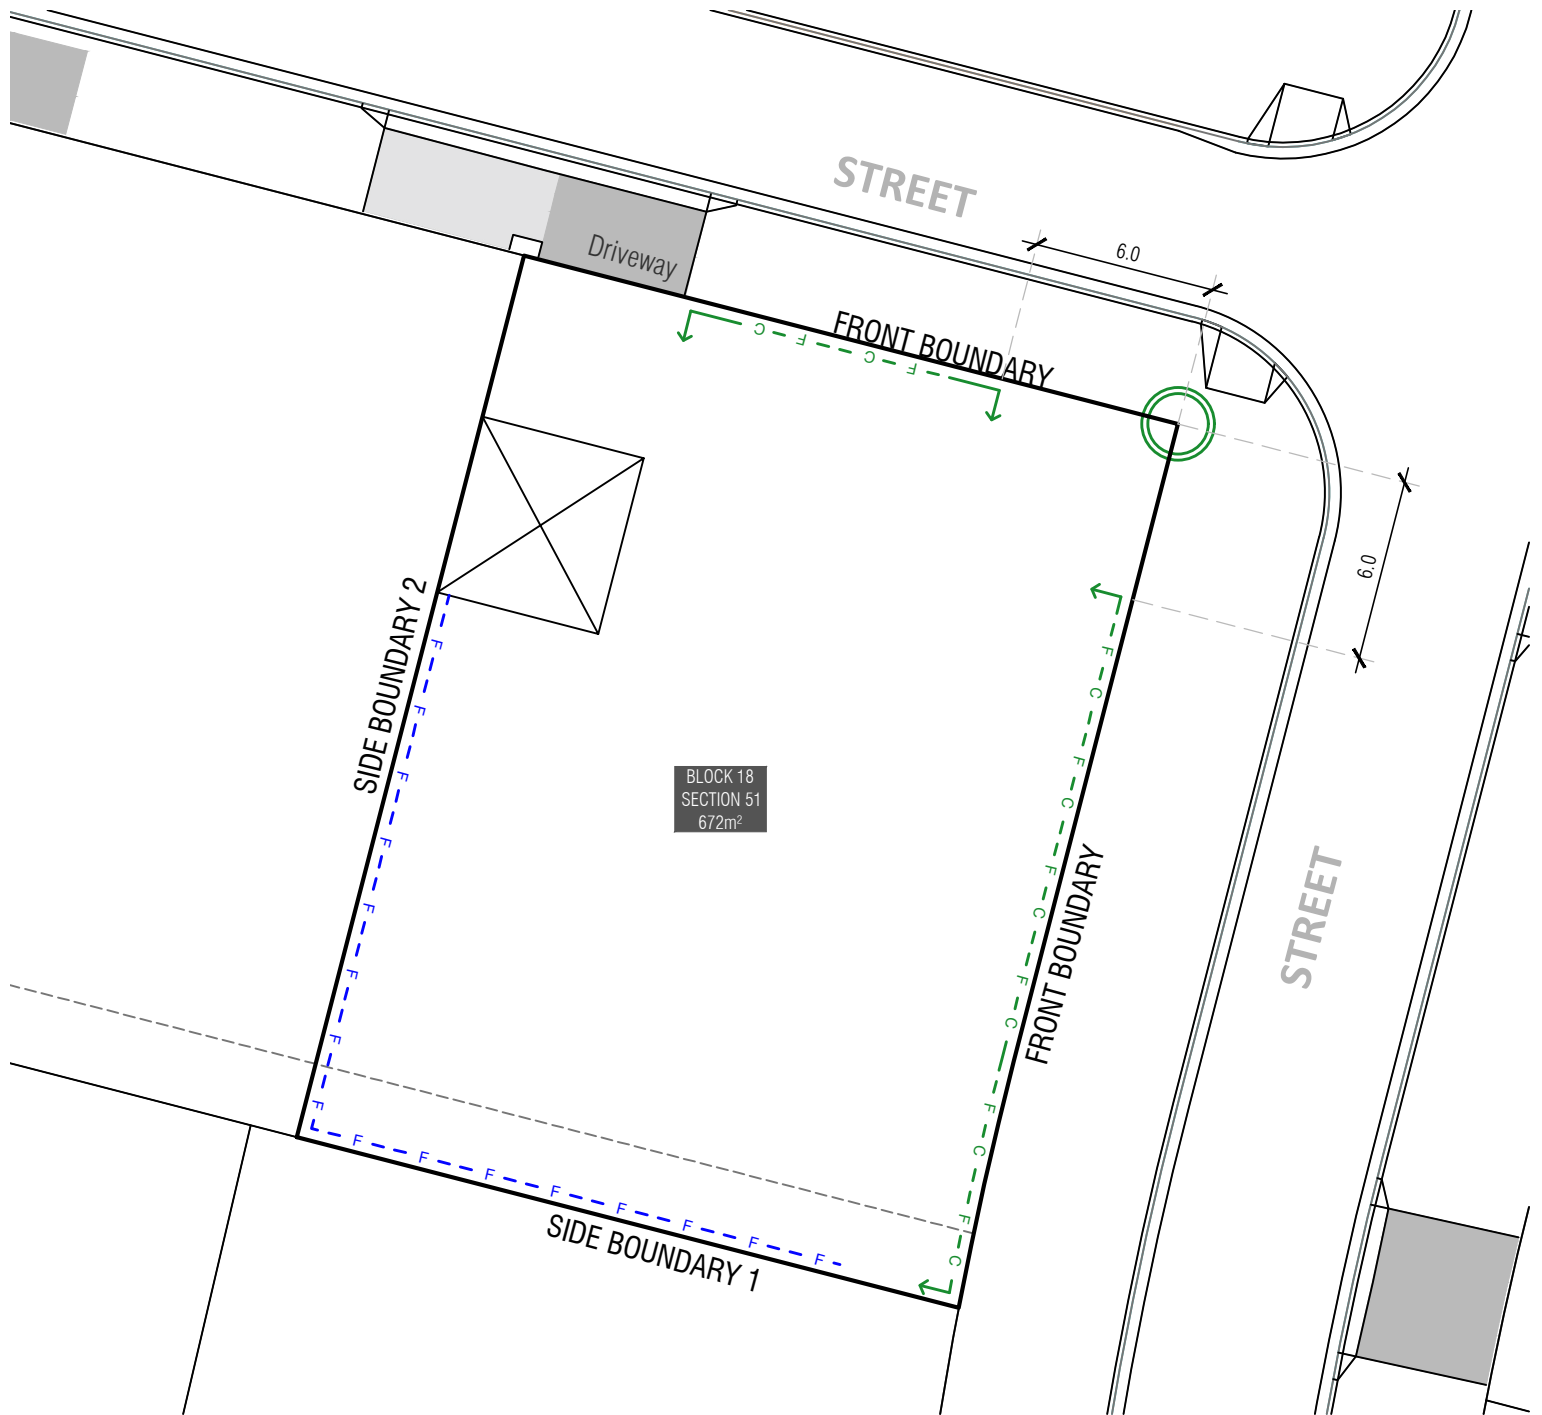 STREET
6.0
Driveway
FRONT BOUNDARY
C F C F
6.0
SIDE BOUNDARY 2
F F F F F F F F
BLOCK 18
SECTION 51
672m²
F C F C F C F C F C F C
FRONT BOUNDARY
STREET
F F F F F F F F
SIDE BOUNDARY 1